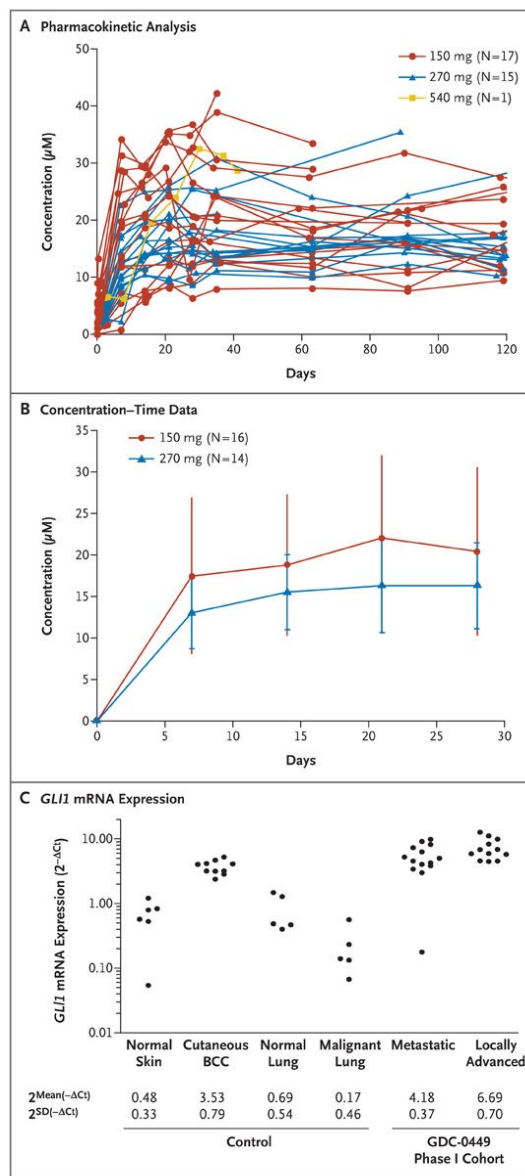 A Pharmacokinetic Analysis
50
40
30
20
10
0
Concentration (µM)
150 mg (N=17)
270 mg (N=15)
540 mg (N=1)
0 20 40 60 80 100 120
Days
B Concentration–Time Data
35
30
25
20
15
10
5
0
Concentration (µM)
150 mg (N=16)
270 mg (N=14)
0 5 10 15 20 25 30
Days
C GLI1 mRNA Expression
10.00
1.00
0.10
0.01
GLI1 mRNA Expression (2^−ΔCt)
Normal Skin
Cutaneous BCC
Normal Lung
Malignant Lung
Metastatic
Locally Advanced
2^Mean(-ΔCt) 0.48 3.53 0.69 0.17 4.18 6.69
2^SD(-ΔCt) 0.33 0.79 0.54 0.46 0.37 0.70
Control
GDC-0449
Phase I Cohort